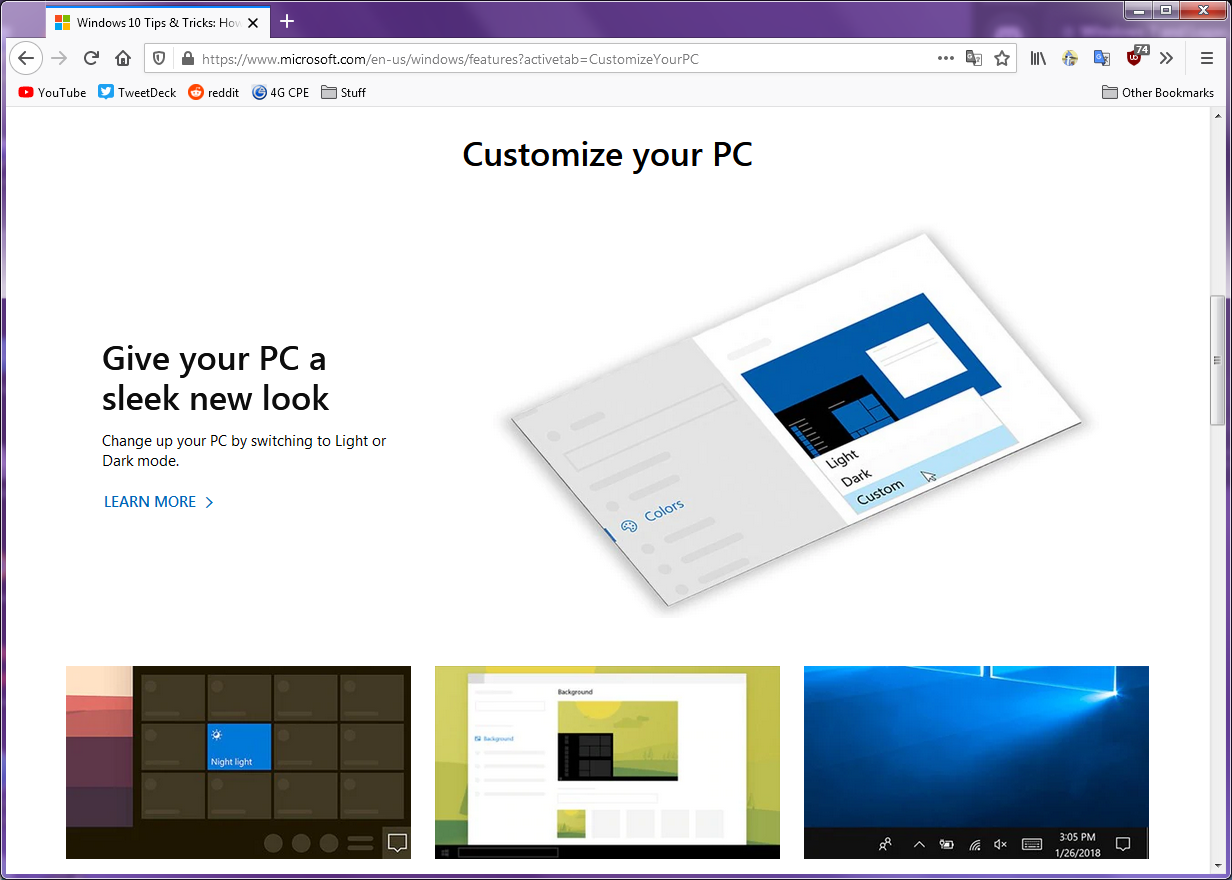 Windows 10 Tips & Tricks: How
https://www.microsoft.com/en-us/windows/features?activetab=CustomizeYourPC
74
YouTube
TweetDeck
reddit
4G CPE
Stuff
Other Bookmarks
Customize your PC
Give your PC a
sleek new look
Change up your PC by switching to Light or
Dark mode.
LEARN MORE
Light
Dark
Custom
Colors
Night light
Background
Background
3:05 PM
1/26/2018